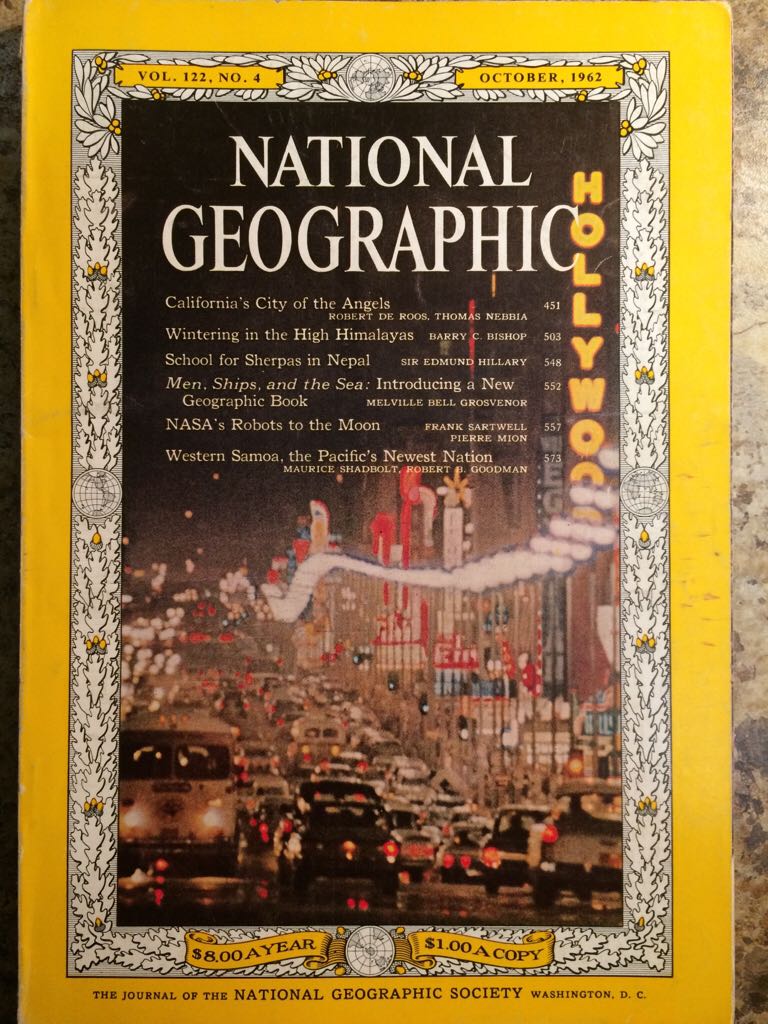 VOL. 122, NO. 4
OCTOBER, 1962
NATIONAL
GEOGRAPHIC
HOLLYWOOD
California's City of the Angels
ROBERT DE ROOS, THOMAS NEBBIA 451
Wintering in the High Himalayas BARRY C. BISHOP 503
School for Sherpas in Nepal SIR EDMUND HILLARY 548
Men, Ships, and the Sea: Introducing a New 552
Geographic Book MELVILLE BELL GROSVENOR
NASA's Robots to the Moon FRANK SARTWELL 557
PIERRE MION
Western Samoa, the Pacific's Newest Nation 573
MAURICE SHADBOLT, ROBERT B. GOODMAN
$8.00 A YEAR
$1.00 A COPY
THE JOURNAL OF THE NATIONAL GEOGRAPHIC SOCIETY WASHINGTON, D. C.